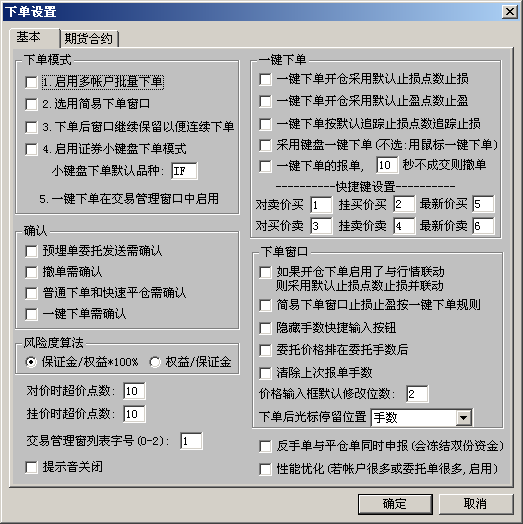 下单设置
基本
期货合约
下单模式
1. 启用多帐户批量下单
2. 选用简易下单窗口
3. 下单后窗口继续保留以便连续下单
4. 启用证券小键盘下单模式
小键盘下单默认品种: IF
5. 一键下单在交易管理窗口中启用
确认
预埋单委托发送需确认
撤单需确认
普通下单和快速平仓需确认
一键下单需确认
风险度算法
保证金/权益*100%
权益/保证金
对价时超价点数: 10
挂价时超价点数: 10
交易管理窗列表字号(0-2): 1
提示音关闭
一键下单
一键下单开仓采用默认止损点数止损
一键下单开仓采用默认止盈点数止盈
一键下单按默认追踪止损点数追踪止损
采用键盘一键下单(不选:用鼠标一键下单)
一键下单的报单, 10 秒不成交则撤单
----------快捷键设置----------
对卖价买 1 挂买价买 2 最新价买 5
对买价卖 3 挂卖价卖 4 最新价卖 6
下单窗口
如果开仓下单启用了与行情联动
则采用默认止损点数止损并联动
简易下单窗口止损止盈按一键下单规则
隐藏手数快捷输入按钮
委托价格排在委托手数后
清除上次报单手数
价格输入框默认修改位数: 2
下单后光标停留位置 手数
反手单与平仓单同时申报(会冻结双份资金)
性能优化(若帐户很多或委托单很多,启用)
确定
取消